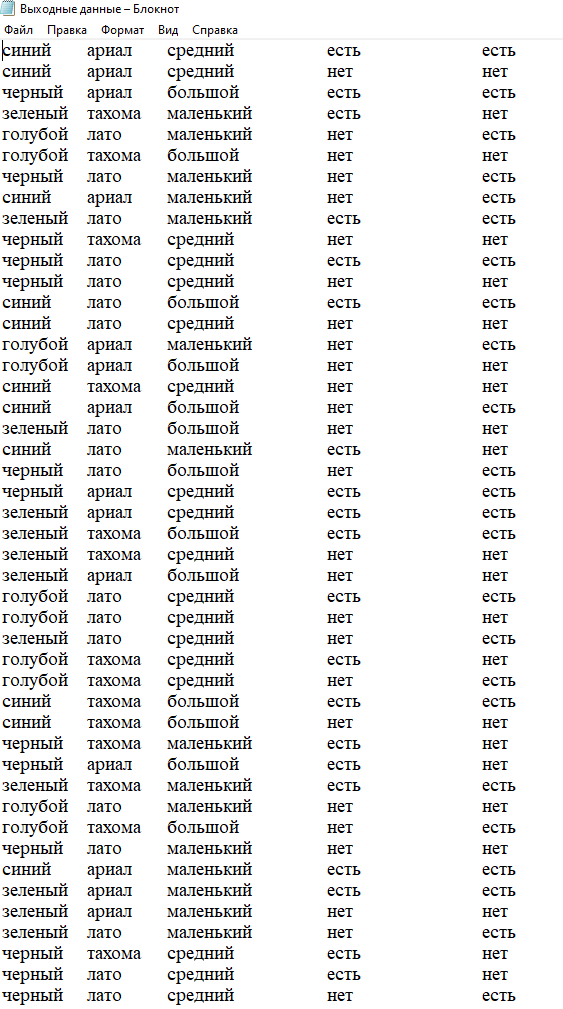 Выходные данные – Блокнот
Файл Правка Формат Вид Справка
синий ариал средний есть есть
синий ариал средний нет нет
черный ариал большой есть есть
зеленый тахома маленький есть нет
голубой лато маленький нет есть
голубой тахома большой нет нет
черный лато маленький нет есть
синий ариал маленький нет есть
зеленый лато маленький есть есть
черный тахома средний нет нет
черный лато средний есть есть
черный лато средний нет нет
синий лато большой есть есть
синий лато средний нет нет
голубой ариал маленький нет есть
голубой ариал большой нет нет
синий тахома средний нет нет
синий ариал большой нет есть
зеленый лато большой нет нет
синий лато маленький есть нет
черный лато большой нет есть
черный ариал средний есть есть
зеленый ариал средний есть есть
зеленый тахома большой есть есть
зеленый тахома средний нет нет
зеленый ариал большой нет нет
голубой лато средний есть есть
голубой лато средний нет нет
зеленый лато средний нет есть
голубой тахома средний есть нет
голубой тахома средний нет есть
синий тахома большой есть есть
синий тахома большой нет нет
черный тахома маленький есть нет
черный ариал большой есть нет
зеленый тахома маленький есть есть
голубой лато маленький нет нет
голубой тахома большой нет есть
черный лато маленький нет нет
синий ариал маленький есть есть
зеленый ариал маленький есть есть
зеленый ариал маленький нет нет
зеленый лато маленький нет есть
черный тахома средний есть нет
черный лато средний есть нет
черный лато средний нет есть